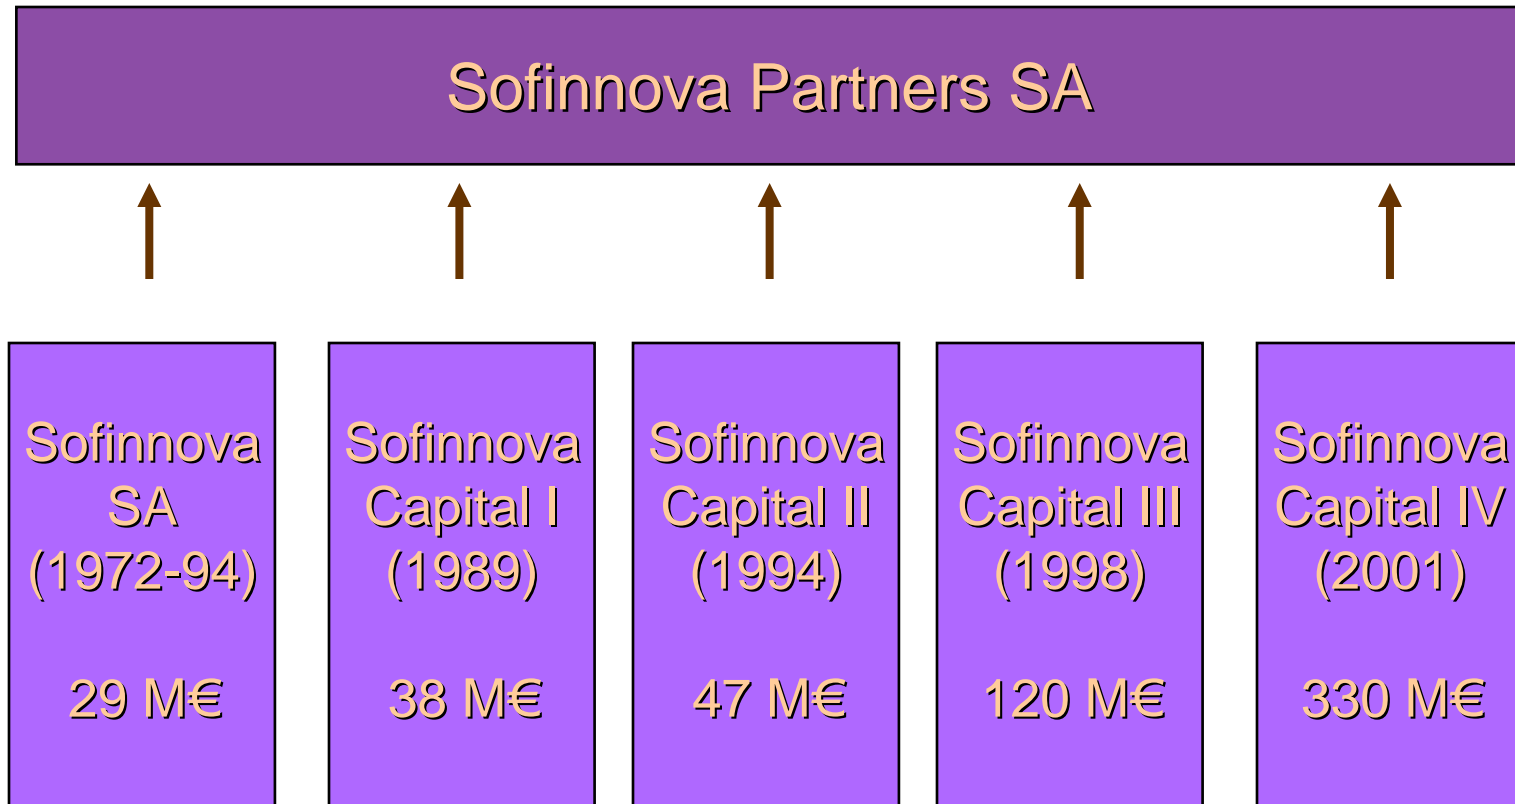 Sofinnova Partners SA
Sofinnova
SA
(1972-94)
29 M€
Sofinnova
Capital I
(1989)
38 M€
Sofinnova
Capital II
(1994)
47 M€
Sofinnova
Capital III
(1998)
120 M€
Sofinnova
Capital IV
(2001)
330 M€